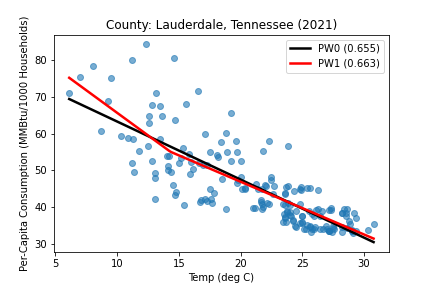 County: Lauderdale, Tennessee (2021)
PW0 (0.655)
PW1 (0.663)
Per-Capita Consumption (MMBtu/1000 Households)
80
70
60
50
40
30
5 10 15 20 25 30
Temp (deg C)